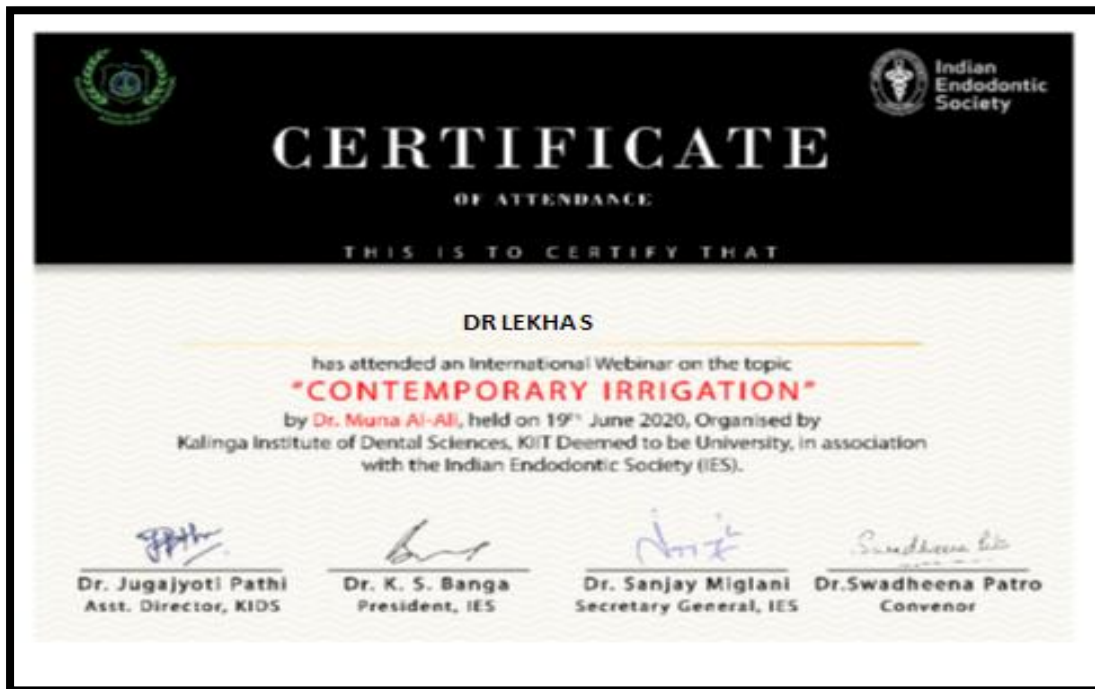 Indian
Endodontic
Society
CERTIFICATE
OF ATTENDANCE
THIS IS TO CERTIFY THAT
DR LEKHA S
has attended an International Webinar on the topic
"CONTEMPORARY IRRIGATION"
by Dr. Muna Al-Ali, held on 19th June 2020, Organised by
Kalinga Institute of Dental Sciences, KIIT Deemed to be University, in association
with the Indian Endodontic Society (IES).
Dr. Jugajyoti Pathi Dr. K. S. Banga Dr. Sanjay Miglani Dr.Swadheena Patro
Asst. Director, KIDS President, IES Secretary General, IES Convenor